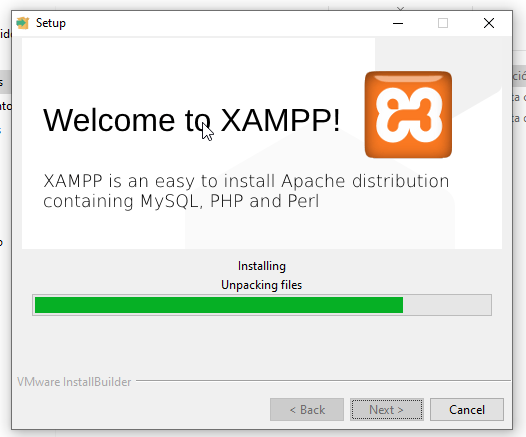 Setup
Welcome to XAMPP!
XAMPP is an easy to install Apache distribution
containing MySQL, PHP and Perl
Installing
Unpacking files
VMware InstallBuilder
< Back
Next >
Cancel